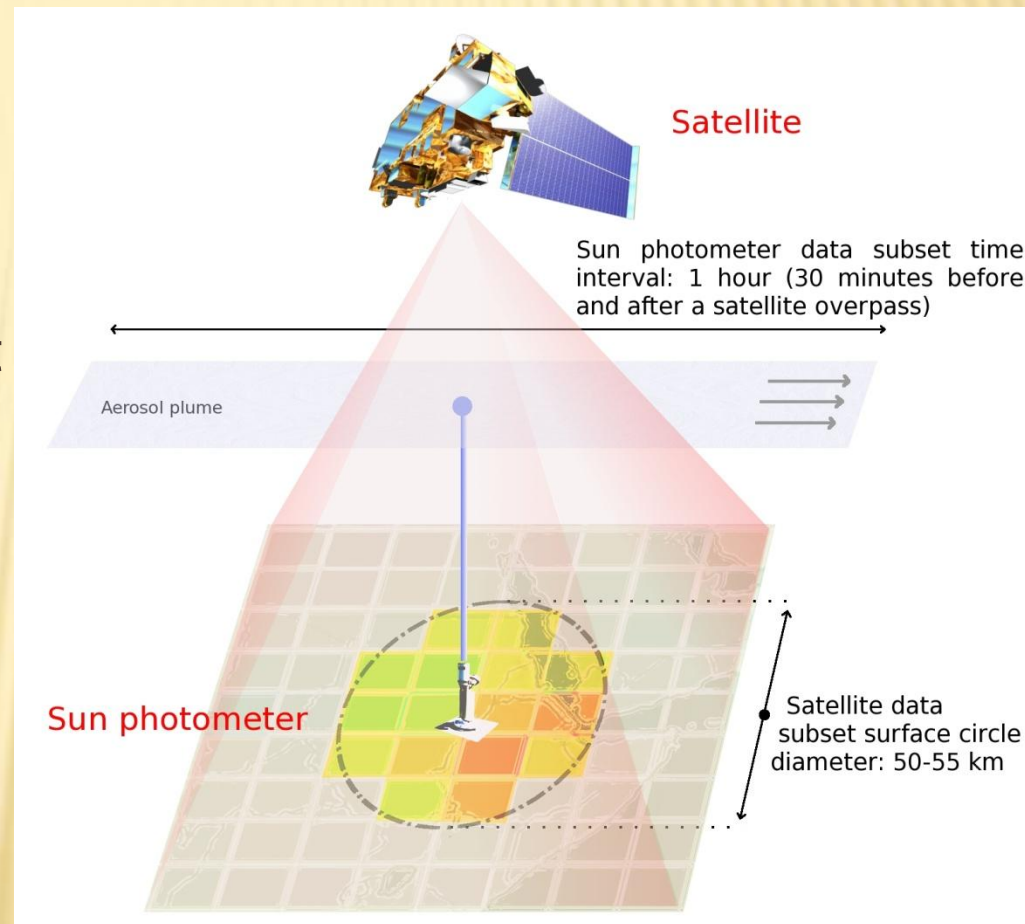 Satellite
Sun photometer data subset time
interval: 1 hour (30 minutes before
and after a satellite overpass)
Aerosol plume
Sun photometer
Satellite data
subset surface circle
diameter: 50-55 km